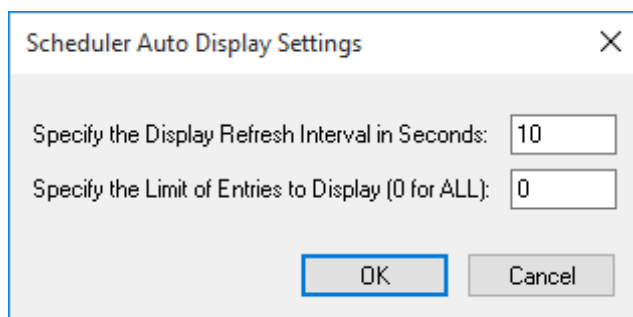 Scheduler Auto Display Settings
Specify the Display Refresh Interval in Seconds: 10
Specify the Limit of Entries to Display (0 for ALL): 0
OK Cancel